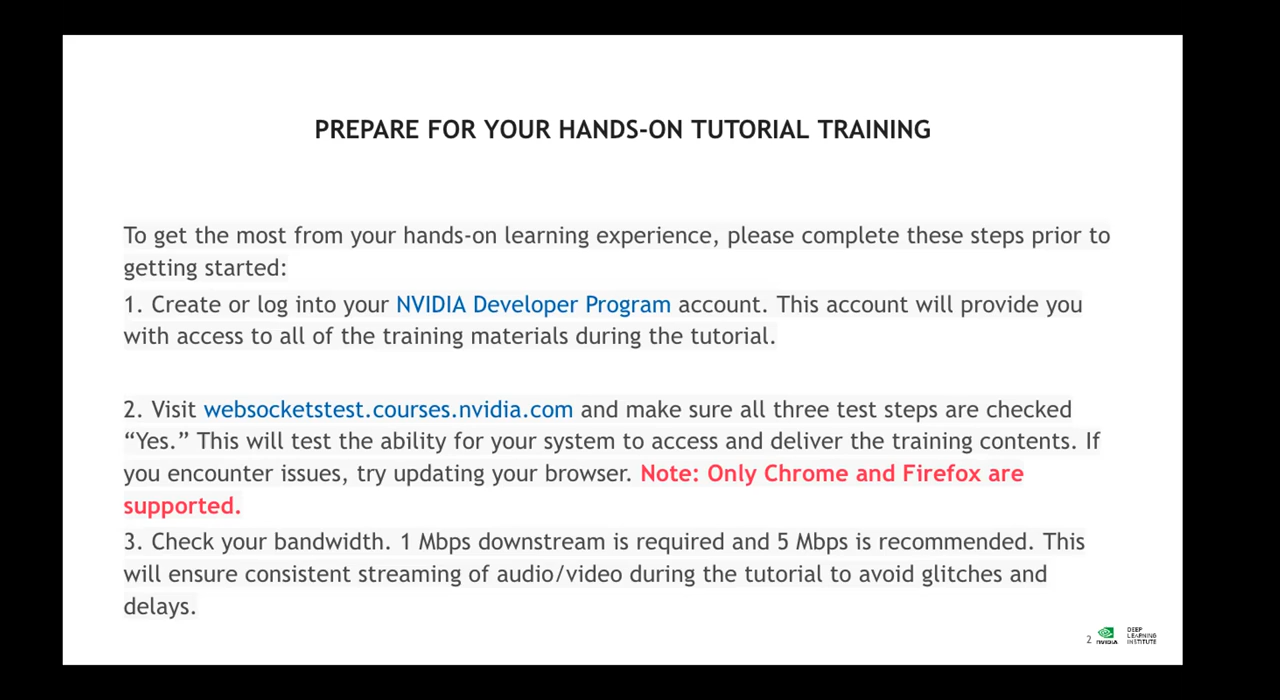 PREPARE FOR YOUR HANDS-ON TUTORIAL TRAINING
To get the most from your hands-on learning experience, please complete these steps prior to
getting started:
1. Create or log into your NVIDIA Developer Program account. This account will provide you
with access to all of the training materials during the tutorial.
2. Visit websocketstest.courses.nvidia.com and make sure all three test steps are checked
“Yes.” This will test the ability for your system to access and deliver the training contents. If
you encounter issues, try updating your browser. Note: Only Chrome and Firefox are
supported.
3. Check your bandwidth. 1 Mbps downstream is required and 5 Mbps is recommended. This
will ensure consistent streaming of audio/video during the tutorial to avoid glitches and
delays.
2
NVIDIA
DEEP
LEARNING
INSTITUTE